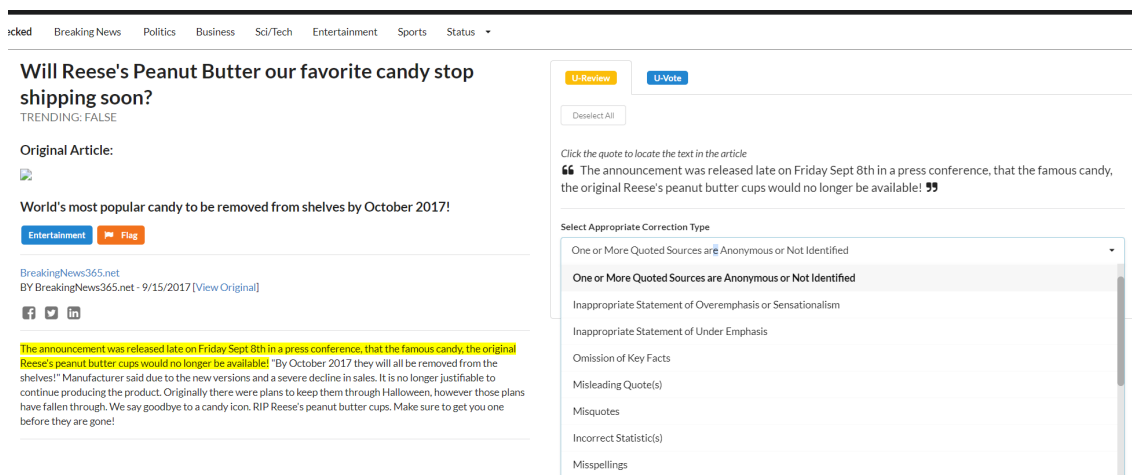 ecked Breaking News Politics Business Sci/Tech Entertainment Sports Status
Will Reese's Peanut Butter our favorite candy stop
shipping soon?
TRENDING: FALSE
Original Article:
World's most popular candy to be removed from shelves by October 2017!
Entertainment Flag
BreakingNews365.net
BY BreakingNews365.net - 9/15/2017 [View Original]
The announcement was released late on Friday Sept 8th in a press conference, that the famous candy, the original
Reese's peanut butter cups would no longer be available! "By October 2017 they will all be removed from the
shelves!" Manufacturer said due to the new versions and a severe decline in sales. It is no longer justifiable to
continue producing the product. Originally there were plans to keep them through Halloween, however those plans
have fallen through. We say goodbye to a candy icon. RIP Reese's peanut butter cups. Make sure to get you one
before they are gone!
U-Review U-Vote
Deselect All
Click the quote to locate the text in the article
❝ The announcement was released late on Friday Sept 8th in a press conference, that the famous candy,
the original Reese's peanut butter cups would no longer be available! ❞
Select Appropriate Correction Type
One or More Quoted Sources are Anonymous or Not Identified
One or More Quoted Sources are Anonymous or Not Identified
Inappropriate Statement of Overemphasis or Sensationalism
Inappropriate Statement of Under Emphasis
Omission of Key Facts
Misleading Quote(s)
Misquotes
Incorrect Statistic(s)
Misspellings